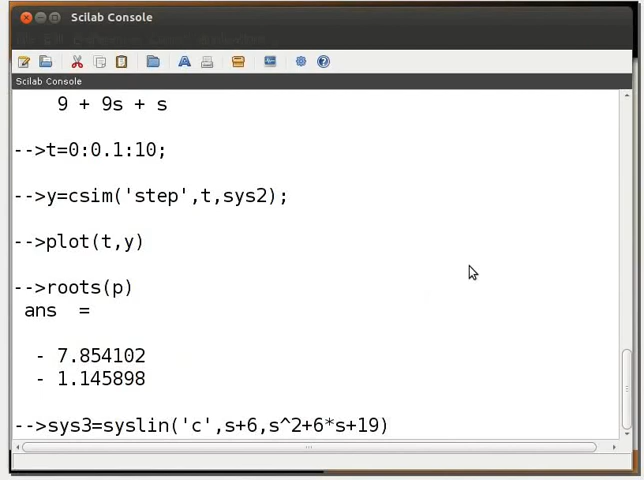 Scilab Console
Scilab Console
9 + 9s + s
-->t=0:0.1:10;
-->y=csim('step',t,sys2);
-->plot(t,y)
-->roots(p)
ans  =
- 7.854102
- 1.145898
-->sys3=syslin('c',s+6,s^2+6*s+19)